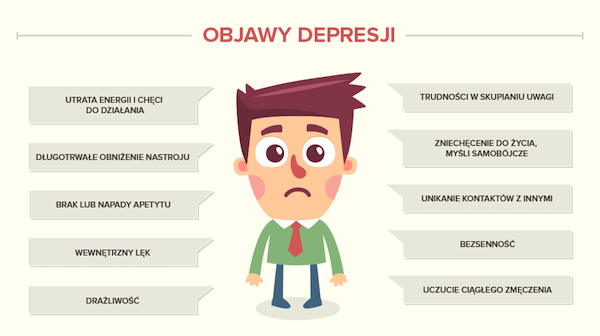 OBJAWY DEPRESJI
UTRATA ENERGII I CHĘCI
DO DZIAŁANIA
DŁUGOTRWAŁE OBNIŻENIE NASTROJU
BRAK LUB NAPADY APETYTU
WEWNĘTRZNY LĘK
DRAŻLIWOŚĆ
TRUDNOŚCI W SKUPIANIU UWAGI
ZNIECHĘCENIE DO ŻYCIA,
MYŚLI SAMOBÓJCZE
UNIKANIE KONTAKTÓW Z INNYMI
BEZSENNOŚĆ
UCZUCIE CIĄGŁEGO ZMĘCZENIA